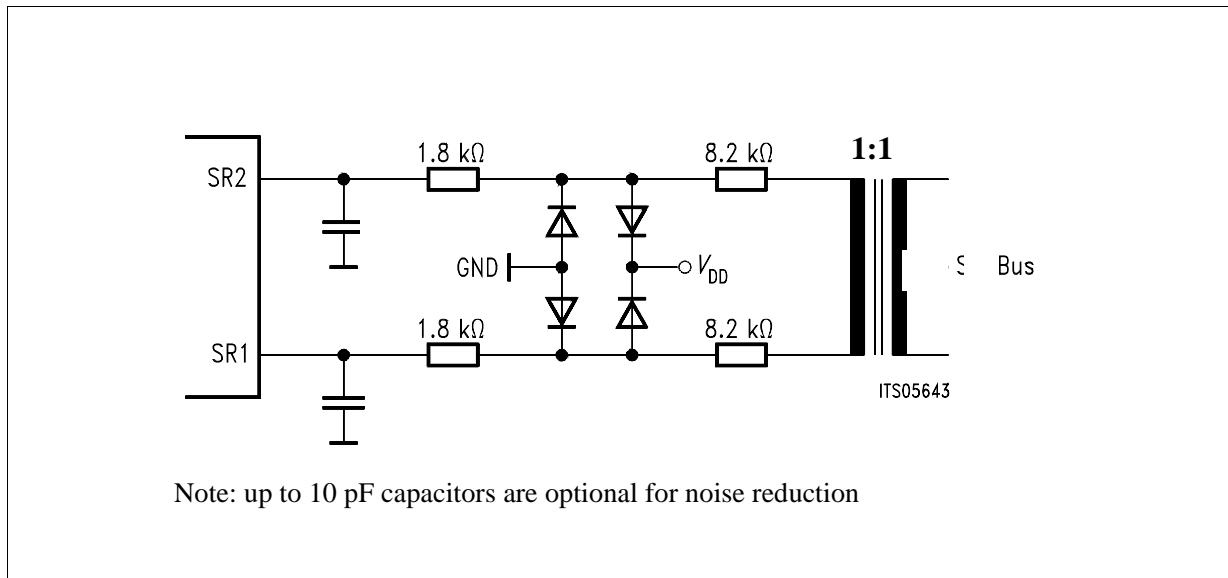 1.8 kΩ 8.2 kΩ 1:1
SR2
GND V_DD Bus
1.8 kΩ 8.2 kΩ
SR1
ITS05643
Note: up to 10 pF capacitors are optional for noise reduction